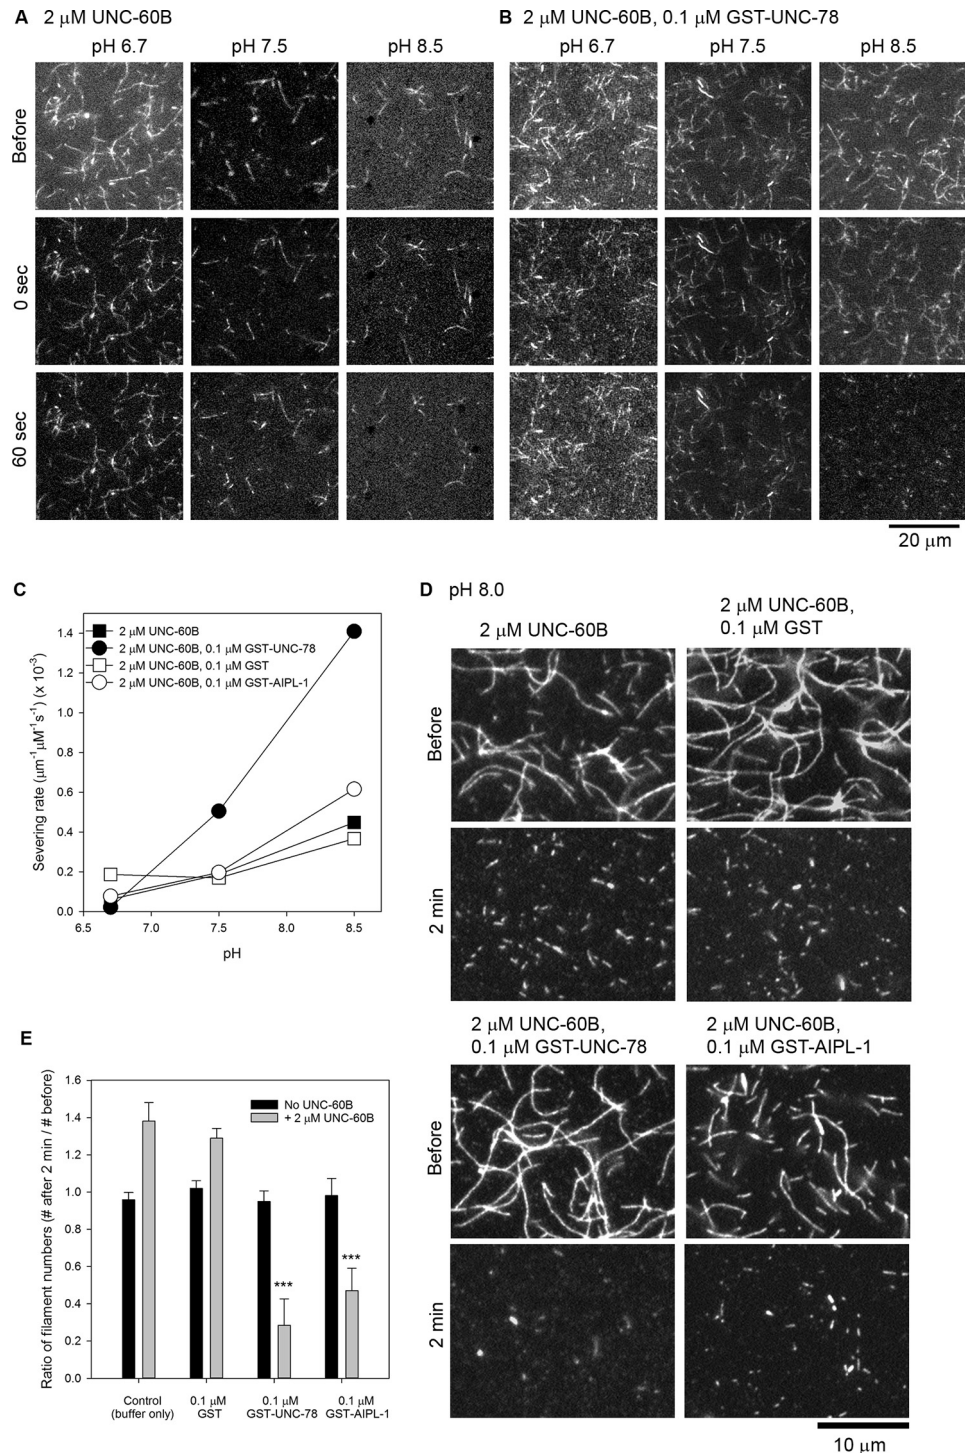 A 2 μM UNC-60B
B 2 μM UNC-60B, 0.1 μM GST-UNC-78
pH 6.7 pH 7.5 pH 8.5 pH 6.7 pH 7.5 pH 8.5
Before
0 sec
60 sec
20 μm
C
Severing rate (μm⁻¹μM⁻¹s⁻¹) (x 10⁻³)
1.4
1.2
1.0
0.8
0.6
0.4
0.2
0.0
2 μM UNC-60B
2 μM UNC-60B, 0.1 μM GST-UNC-78
2 μM UNC-60B, 0.1 μM GST
2 μM UNC-60B, 0.1 μM GST-AIPL-1
6.5 7.0 7.5 8.0 8.5
pH
D pH 8.0
2 μM UNC-60B
2 μM UNC-60B,
0.1 μM GST
Before
2 min
2 μM UNC-60B,
0.1 μM GST-UNC-78
2 μM UNC-60B,
0.1 μM GST-AIPL-1
Before
2 min
10 μm
E
Ratio of filament numbers (# after 2 min / # before)
1.6
1.4
1.2
1.0
0.8
0.6
0.4
0.2
0.0
No UNC-60B
+ 2 μM UNC-60B
***
***
Control
(buffer only)
0.1 μM
GST
0.1 μM
GST-UNC-78
0.1 μM
GST-AIPL-1